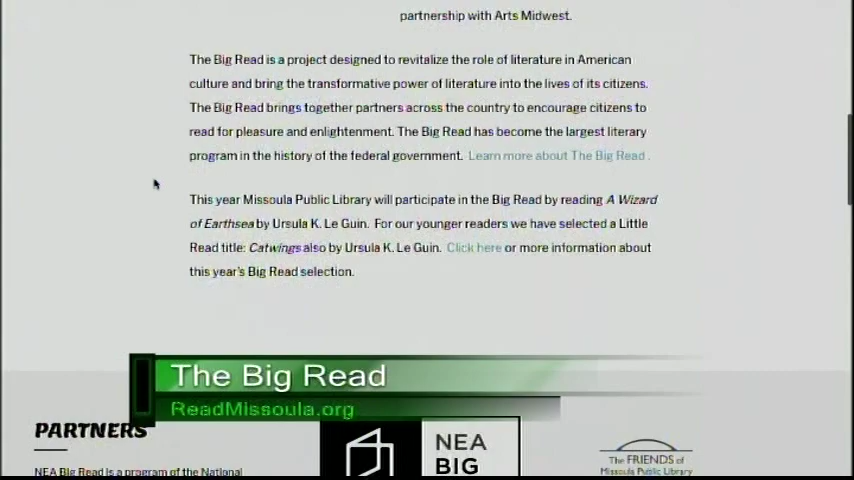 partnership with Arts Midwest.
The Big Read is a project designed to revitalize the role of literature in American
culture and bring the transformative power of literature into the lives of its citizens.
The Big Read brings together partners across the country to encourage citizens to
read for pleasure and enlightenment. The Big Read has become the largest literary
program in the history of the federal government. Learn more about The Big Read .
This year Missoula Public Library will participate in the Big Read by reading A Wizard
of Earthsea by Ursula K. Le Guin. For our younger readers we have selected a Little
Read title: Catwings also by Ursula K. Le Guin. Click here or more information about
this year's Big Read selection.
The Big Read
ReadMissoula.org
PARTNERS
NEA Big Read is a program of the National
NEA
BIG
The FRIENDS of
Missoula Public Library